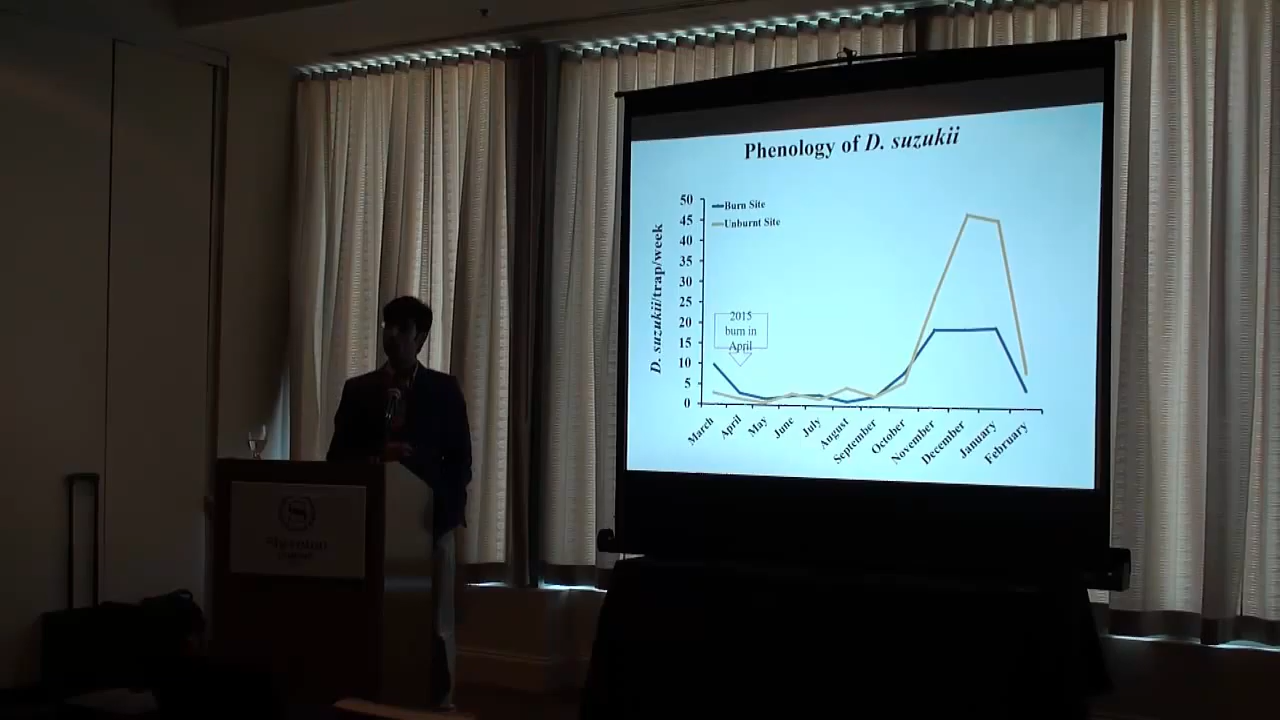 Phenology of D. suzukii
D. suzukii/trap/week
50
45
40
35
30
25
20
15
10
5
0
Burn Site
Unburnt Site
2015
burn in
April
March
April
May
June
July
August
September
October
November
December
January
February
Sheraton